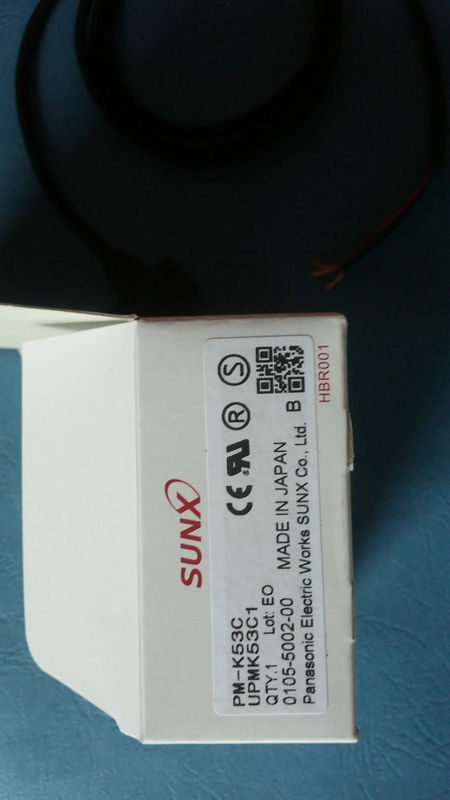 SUNX
PM-K53C
UPMK53C1
QTY.1 Lot: EO
0105-5002-00 MADE IN JAPAN B
Panasonic Electric Works SUNX Co., Ltd.
CE R S
HBR001